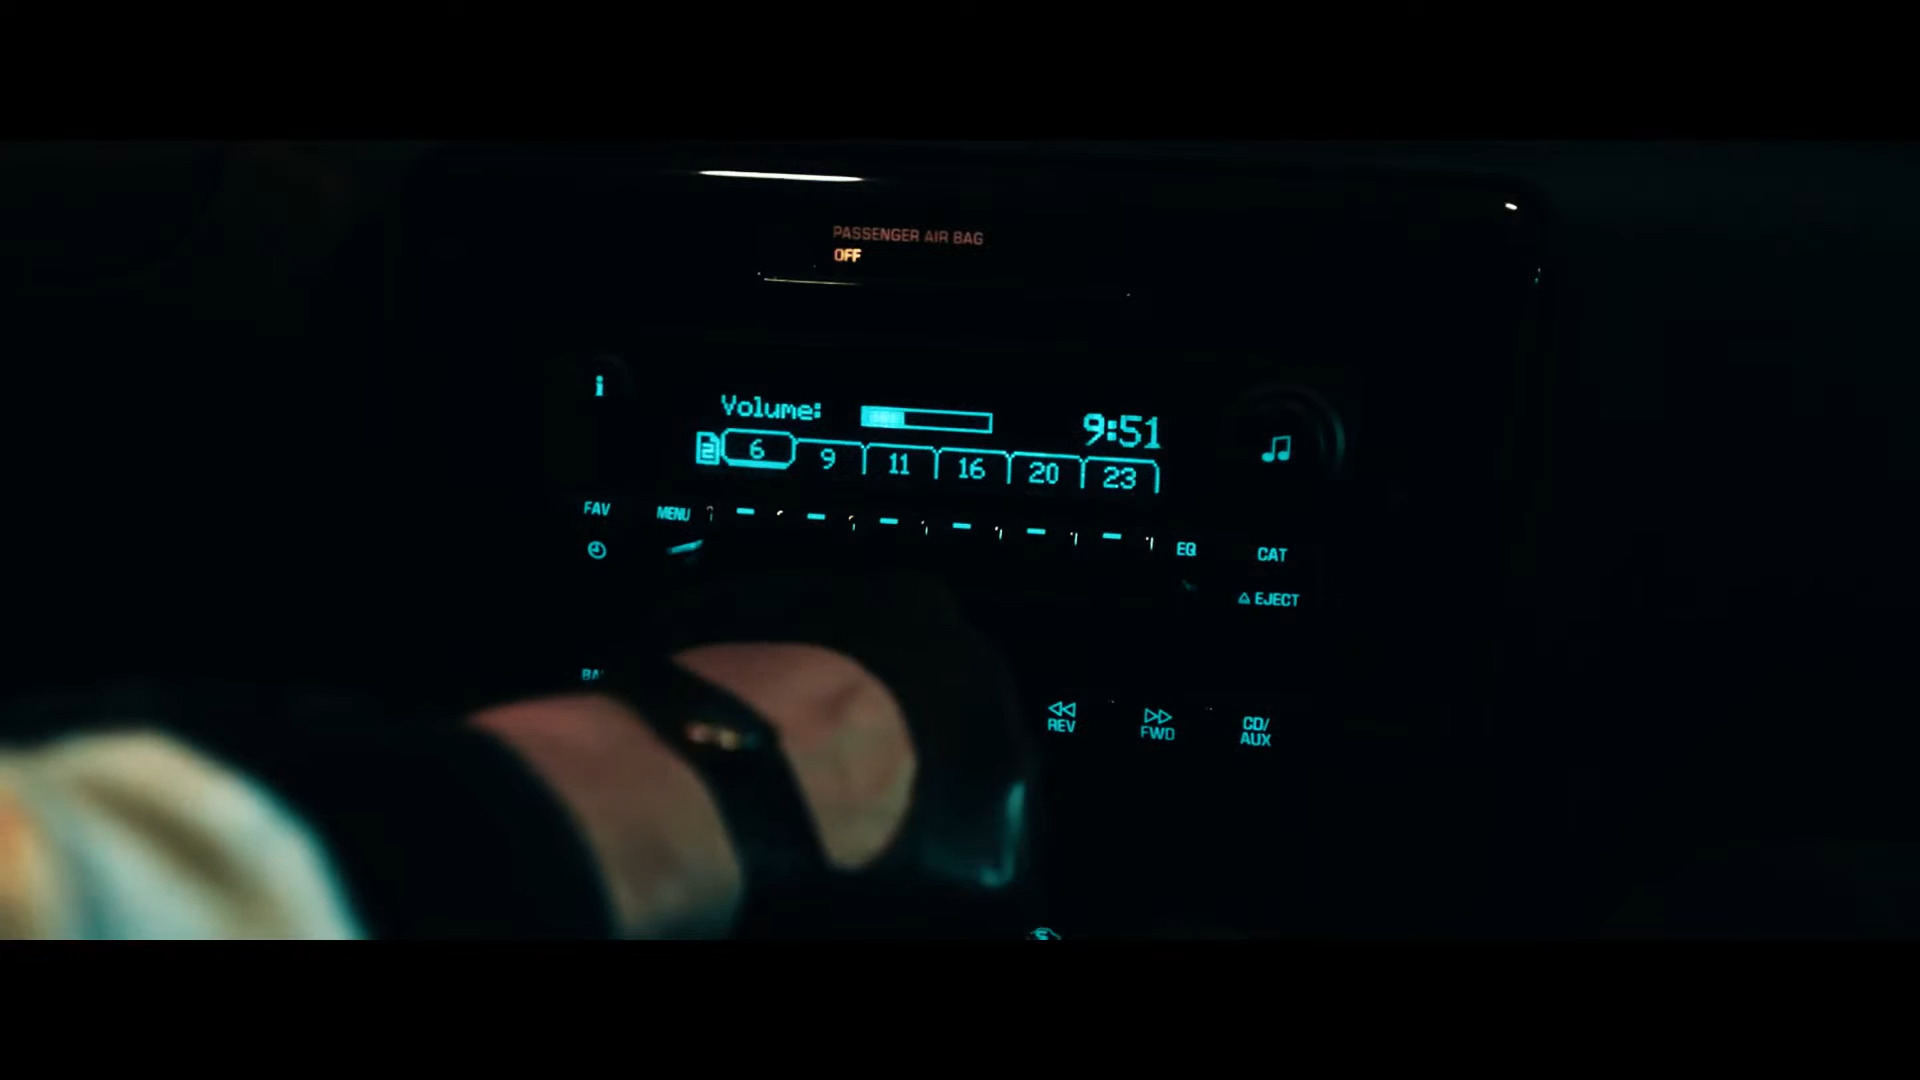 PASSENGER AIR BAG
OFF
i
Volume: 9:51
2 6 9 11 16 20 23
FAV MENU EQ CAT
EJECT
REV FWD CD/
AUX